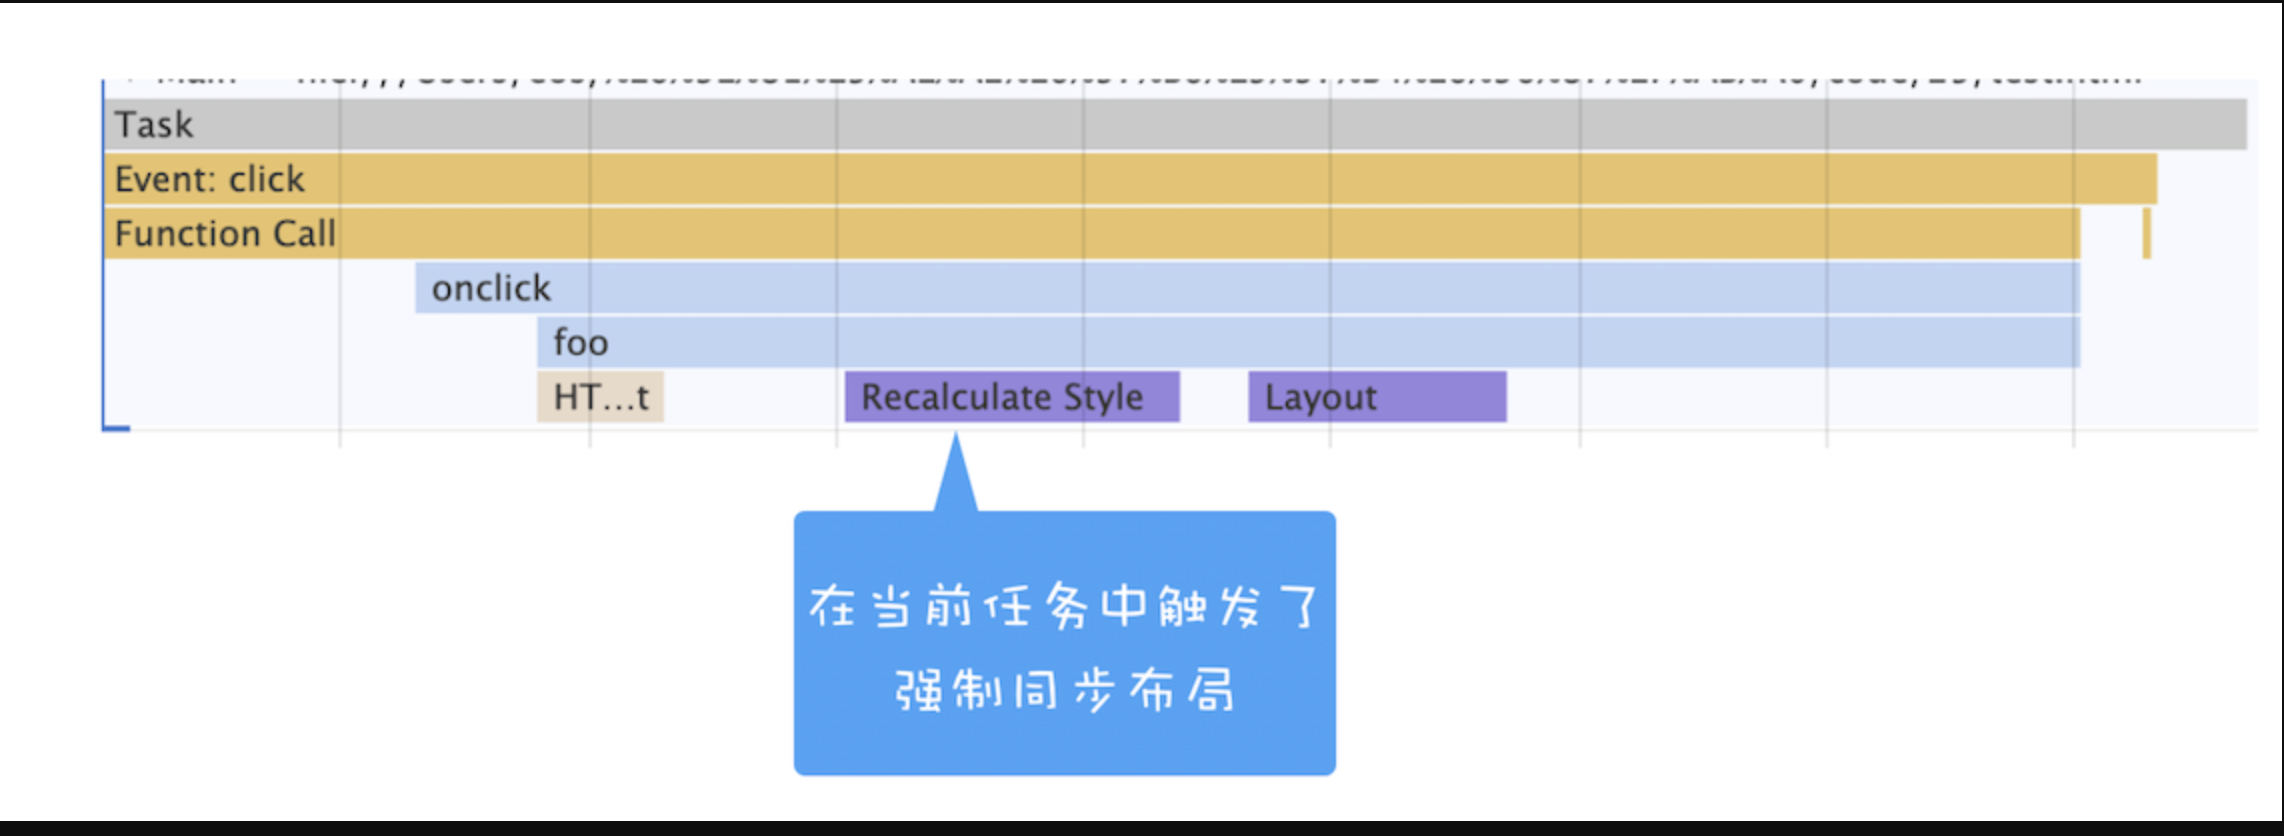 Task
Event: click
Function Call
onclick
foo
HT...t
Recalculate Style
Layout
在当前任务中触发了
强制同步布局